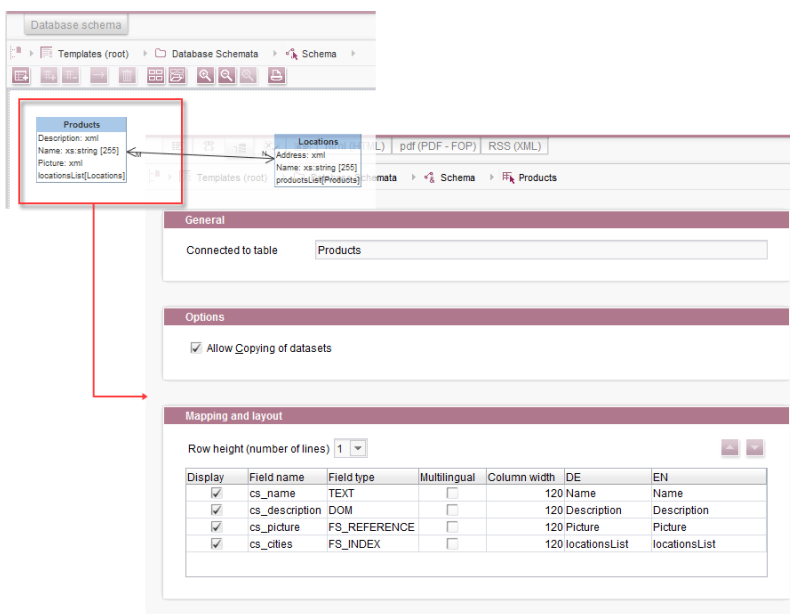 Database schema
Templates (root) Database Schemata Schema
Products
Description: xml
Name: xs:string [255]
Picture: xml
locationsList[Locations]
Locations
Address: xml
Name: xs:string [255]
productsList[Products]
(HTML) pdf (PDF - FOP) RSS (XML)
Templates (root) Schemata Schema Products
General
Connected to table Products
Options
Allow Copying of datasets
Mapping and layout
Row height (number of lines) 1
Display Field name Field type Multilingual Column width DE EN
cs_name TEXT 120 Name Name
cs_description DOM 120 Description Description
cs_picture FS_REFERENCE 120 Picture Picture
cs_cities FS_INDEX 120 locationsList locationsList